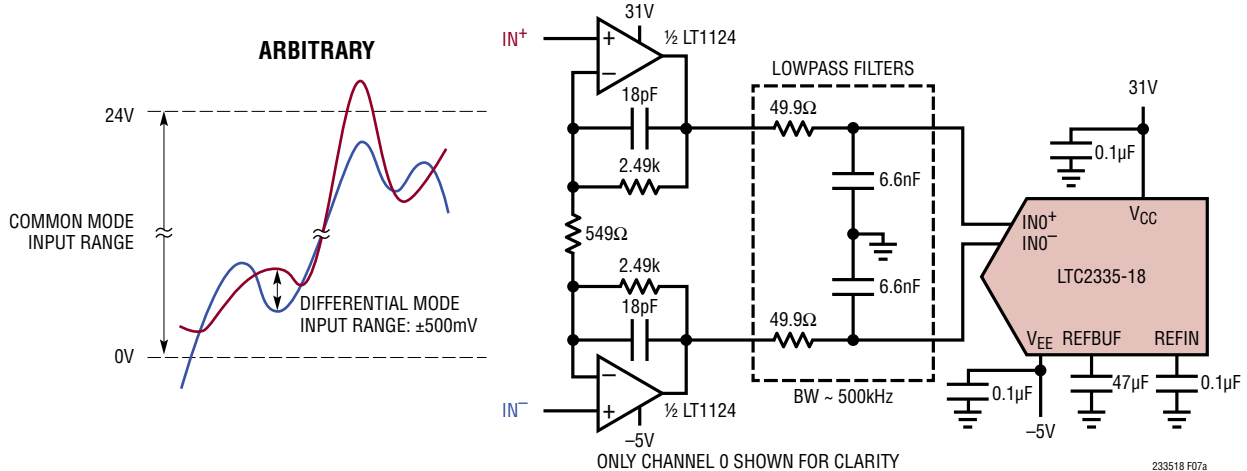 ARBITRARY
24V
COMMON MODE
INPUT RANGE
DIFFERENTIAL MODE
INPUT RANGE: ±500mV
0V
IN+
31V
½ LT1124
+
–
18pF
2.49k
549Ω
2.49k
18pF
–
+
½ LT1124
IN–
–5V
LOWPASS FILTERS
49.9Ω
6.6nF
6.6nF
49.9Ω
BW ~ 500kHz
31V
0.1µF
VCC
IN0+
IN0–
LTC2335-18
VEE REFBUF REFIN
0.1µF
47µF
0.1µF
–5V
ONLY CHANNEL 0 SHOWN FOR CLARITY
233518 F07a